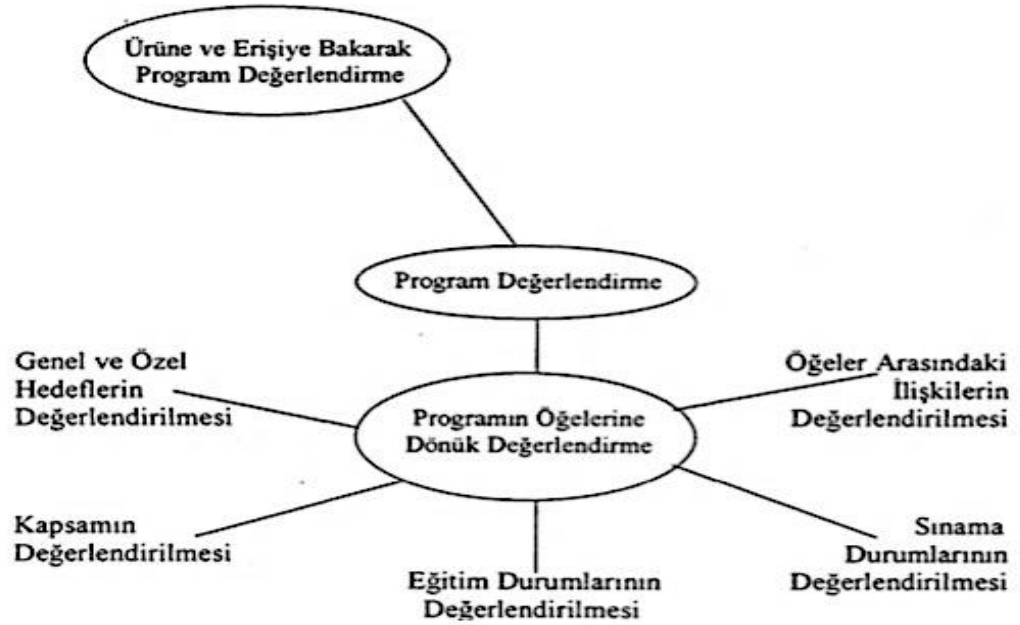 Ürüne ve Erişiye Bakarak
Program Değerlendirme
Program Değerlendirme
Genel ve Özel
Hedeflerin
Değerlendirilmesi
Programın Öğelerine
Dönük Değerlendirme
Öğeler Arasındaki
İlişkilerin
Değerlendirilmesi
Kapsamın
Değerlendirilmesi
Eğitim Durumlarının
Değerlendirilmesi
Sınama
Durumlarının
Değerlendirilmesi